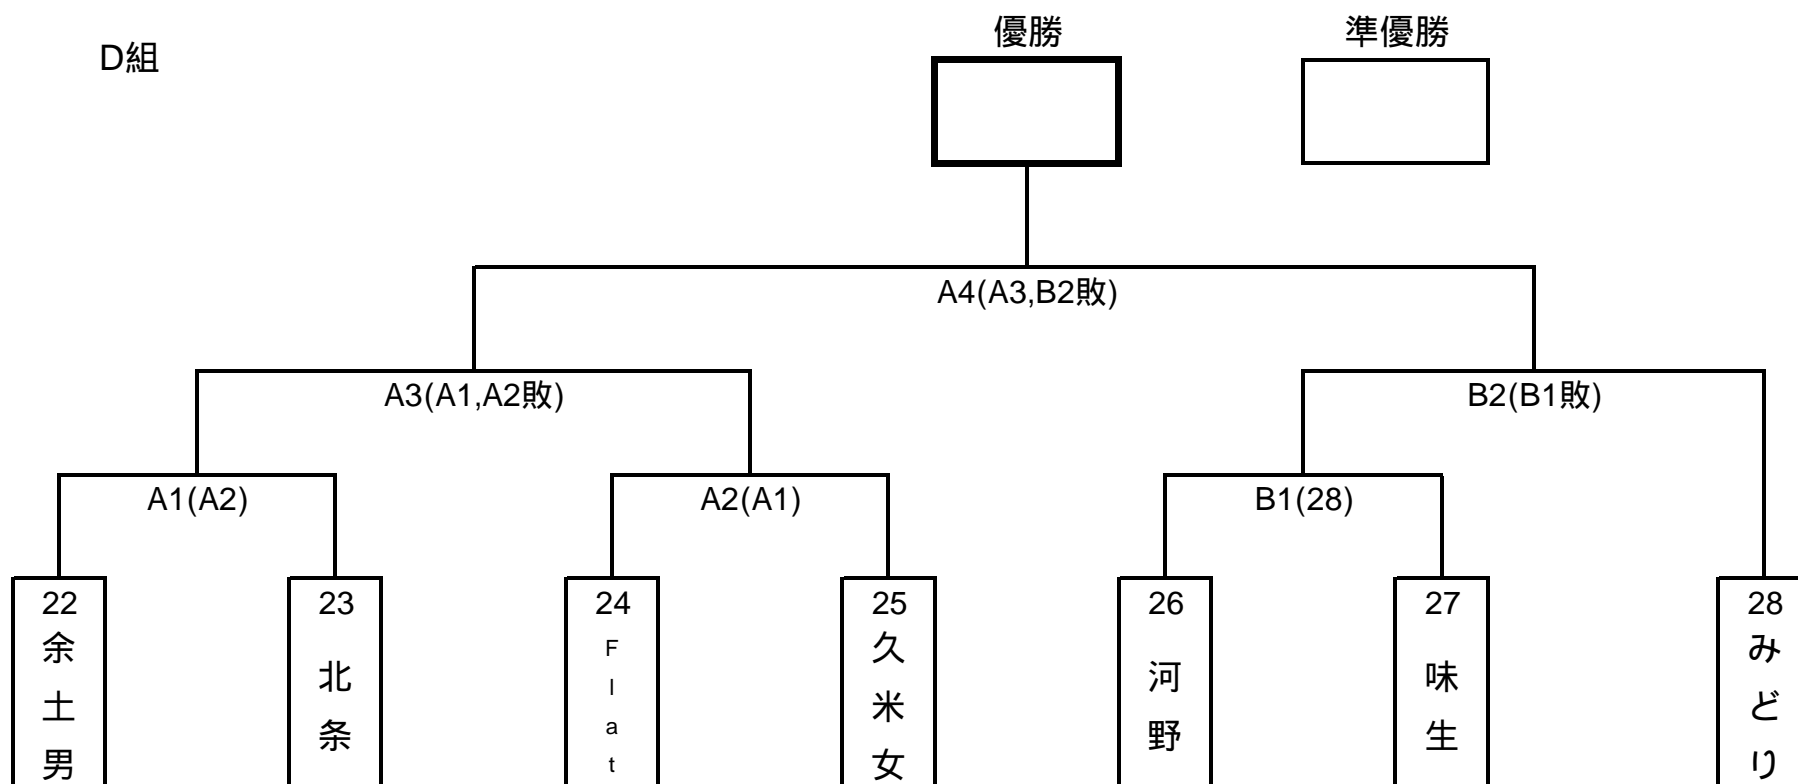 D組
優勝
準優勝
A4(A3,B2敗)
A3(A1,A2敗)
B2(B1敗)
A1(A2)
A2(A1)
B1(28)
22
余土男
23
北条
24
Flat
25
久米女
26
河野
27
味生
28
みどり